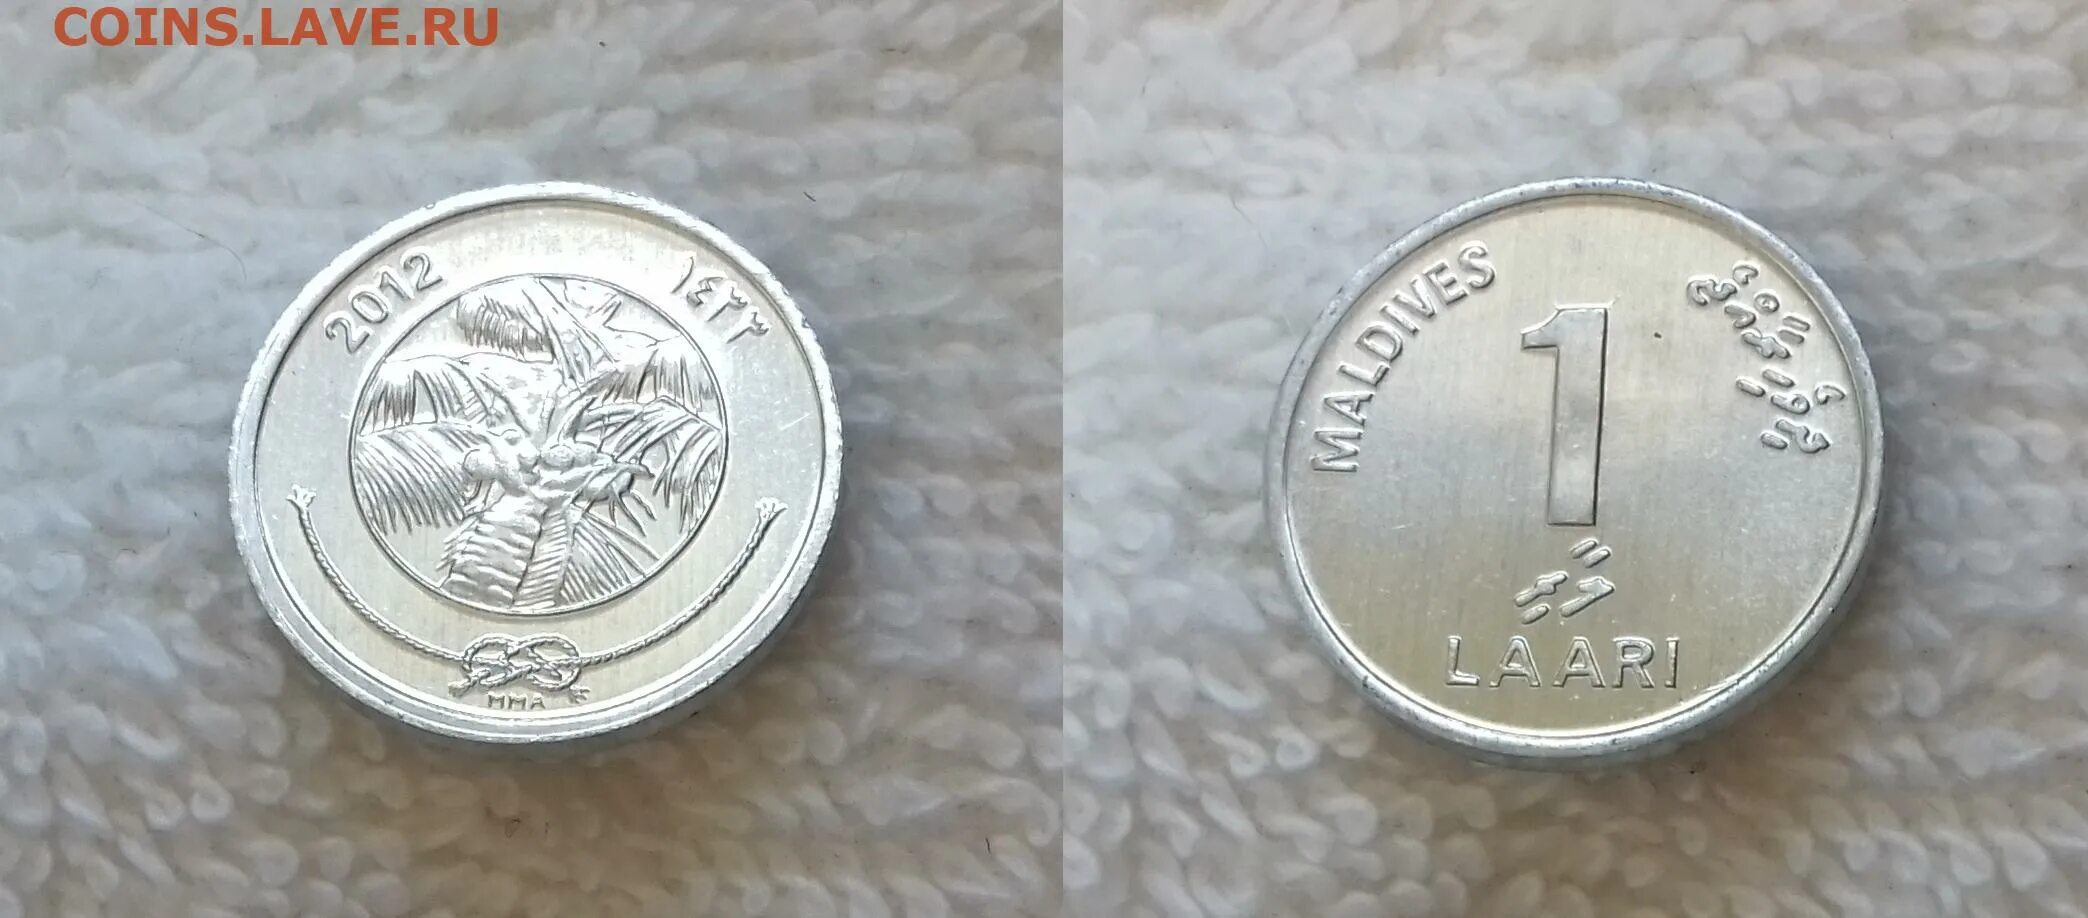 COINS.LAVE.RU
2012
١٤٣٣
MMA
MALDIVES
ދިވެހިރާއްޖެ
1
ލާރި
LAARI